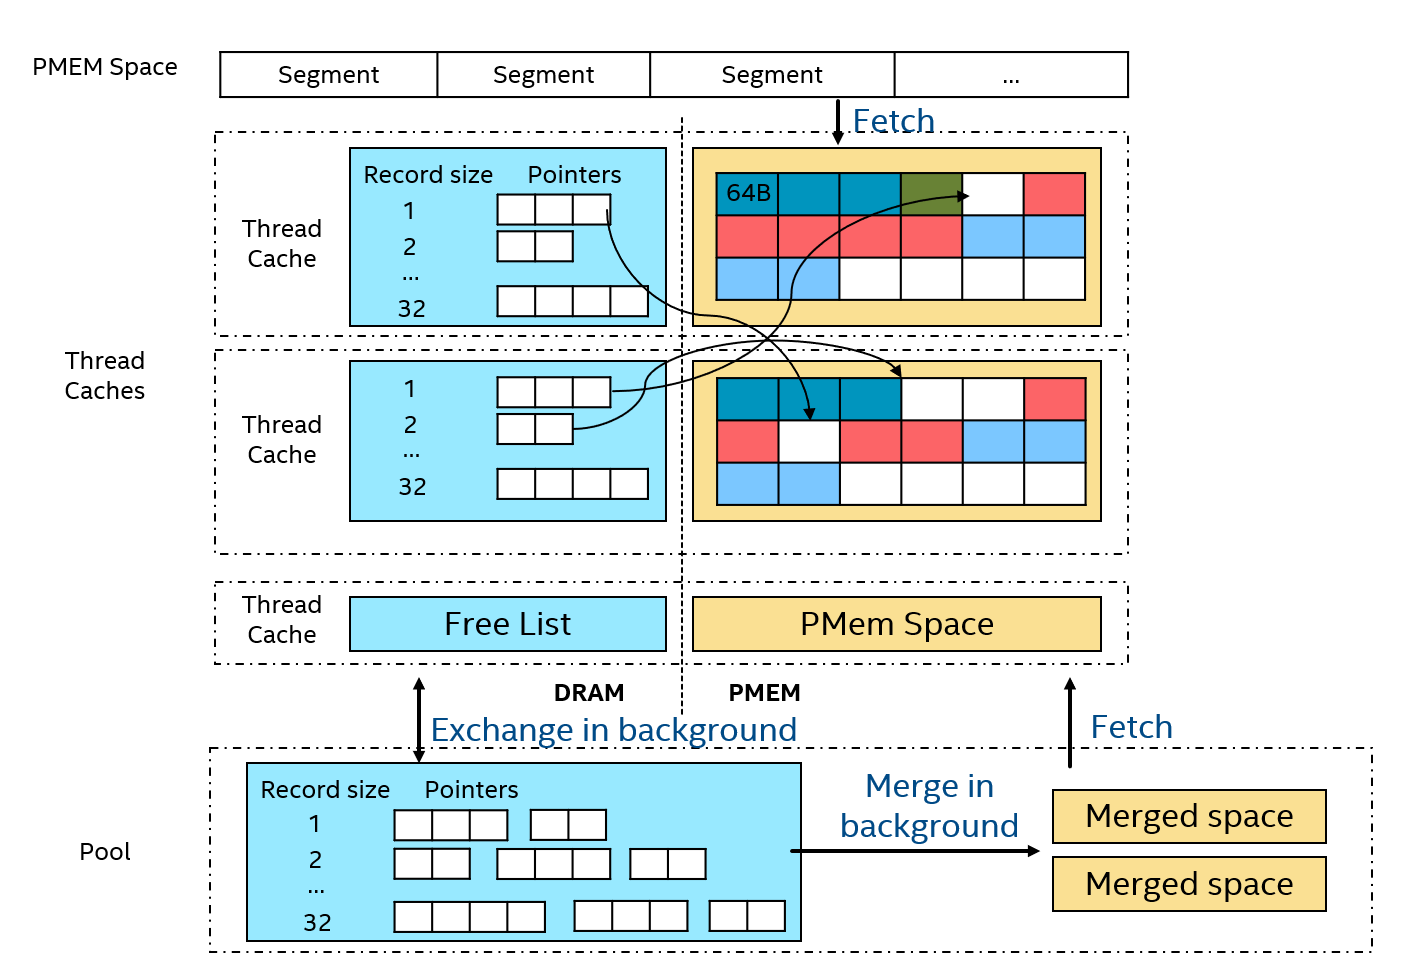 PMEM Space
Segment
Segment
Segment
...
Fetch
Thread
Caches
Thread
Cache
Record size
Pointers
1
2
...
32
64B
Thread
Cache
1
2
...
32
Thread
Cache
Free List
PMem Space
DRAM
PMEM
Exchange in background
Fetch
Pool
Record size
Pointers
1
2
...
32
Merge in
background
Merged space
Merged space